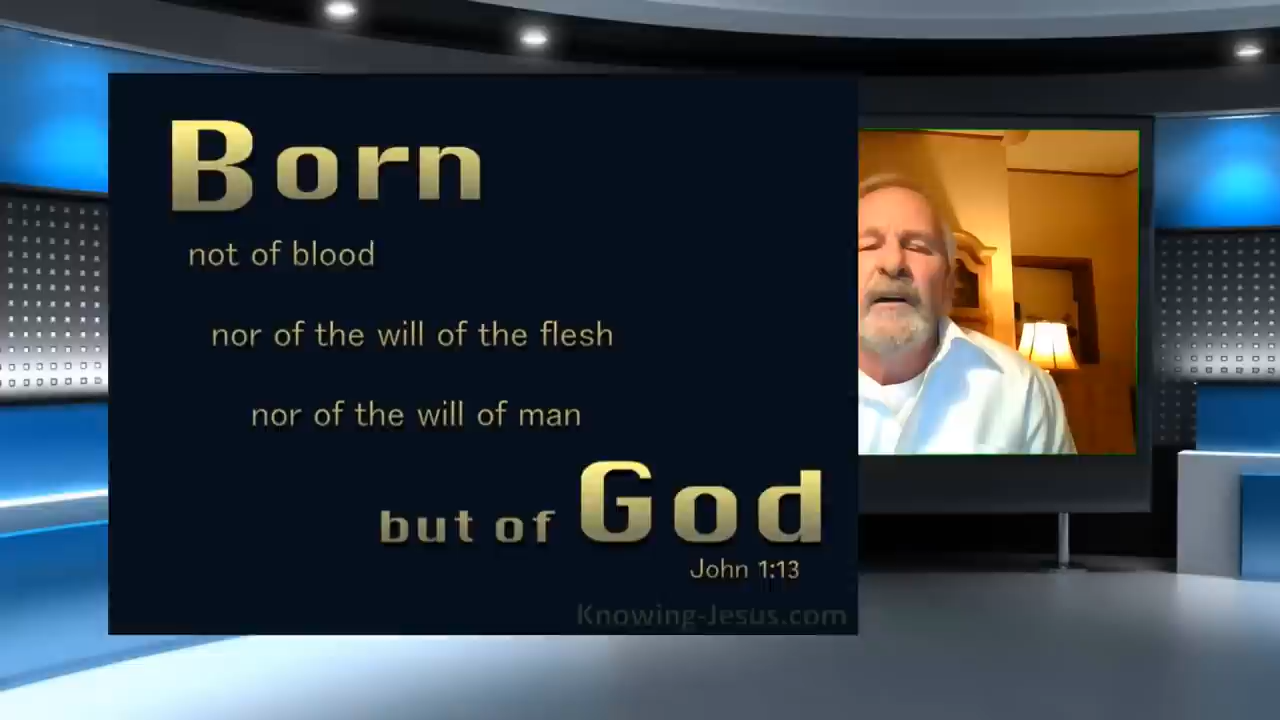 Born
not of blood
nor of the will of the flesh
nor of the will of man
but of God
John 1:13
Knowing-Jesus.com